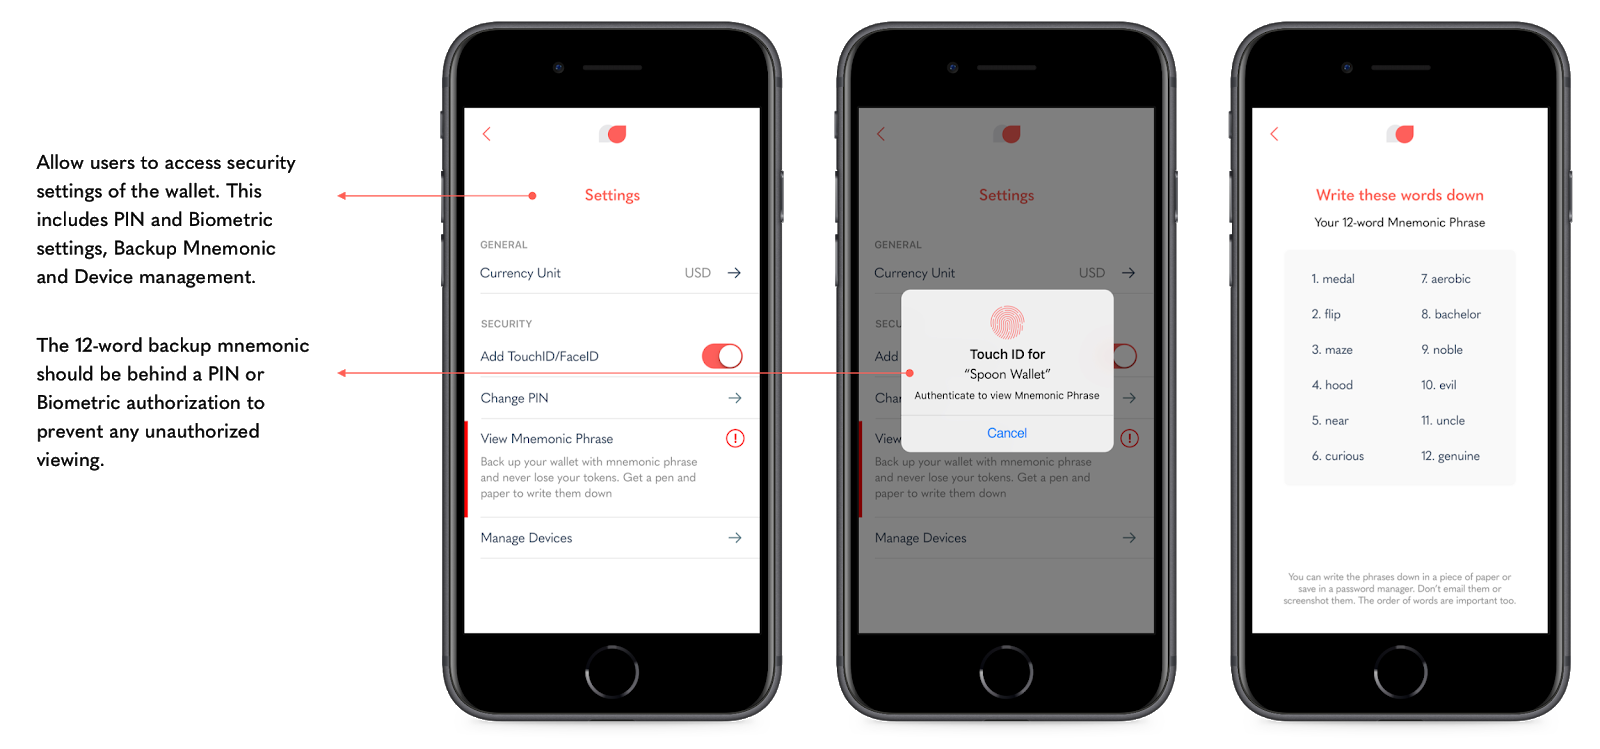 Allow users to access security
settings of the wallet. This
includes PIN and Biometric
settings, Backup Mnemonic
and Device management.
The 12-word backup mnemonic
should be behind a PIN or
Biometric authorization to
prevent any unauthorized
viewing.
Settings
GENERAL
Currency Unit USD
SECURITY
Add TouchID/FaceID
Change PIN
View Mnemonic Phrase
Back up your wallet with mnemonic phrase
and never lose your tokens. Get a pen and
paper to write them down
Manage Devices
Settings
GENERAL
Currency Unit USD
SECU
Add
Touch ID for
“Spoon Wallet”
Authenticate to view Mnemonic Phrase
Cancel
Char
View
Back up your wallet with mnemonic phrase
and never lose your tokens. Get a pen and
paper to write them down
Manage Devices
Write these words down
Your 12-word Mnemonic Phrase
1. medal
2. flip
3. maze
4. hood
5. near
6. curious
7. aerobic
8. bachelor
9. noble
10. evil
11. uncle
12. genuine
You can write the phrases down in a piece of paper or
save in a password manager. Don't email them or
screenshot them. The order of words are important too.